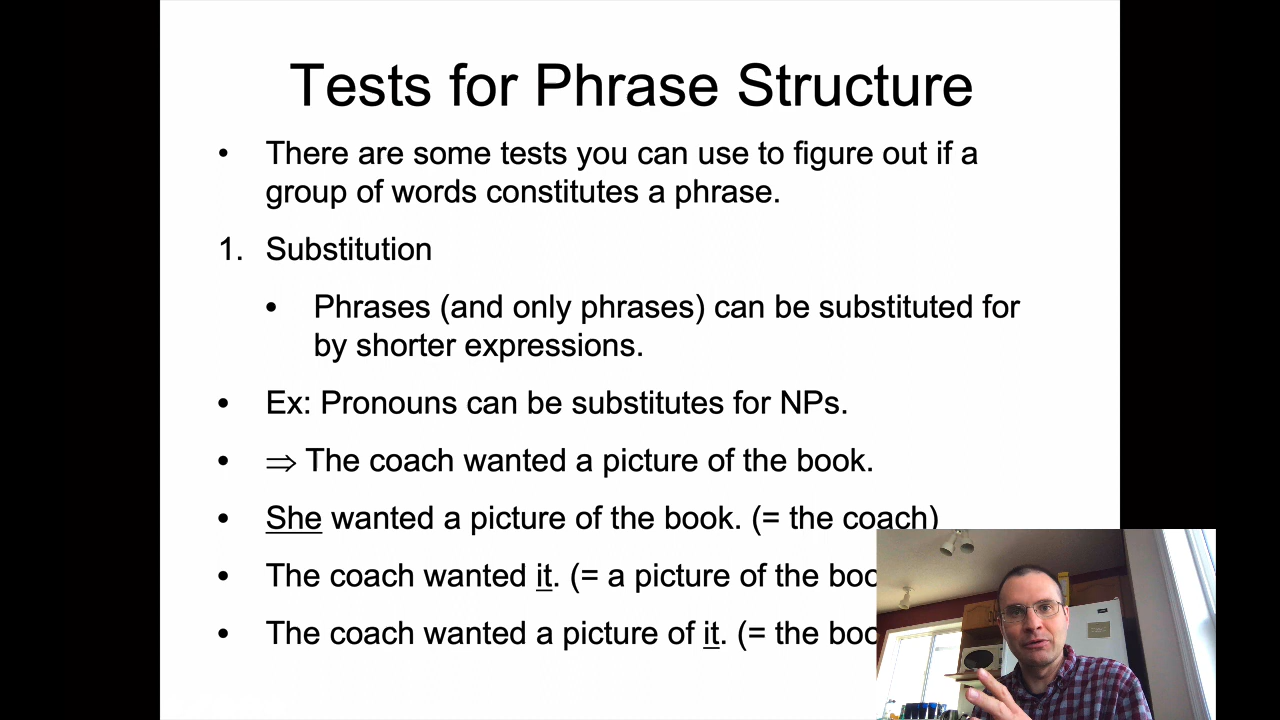 Tests for Phrase Structure
• There are some tests you can use to figure out if a
group of words constitutes a phrase.
1. Substitution
• Phrases (and only phrases) can be substituted for
by shorter expressions.
• Ex: Pronouns can be substitutes for NPs.
• ⇒ The coach wanted a picture of the book.
• She wanted a picture of the book. (= the coach)
• The coach wanted it. (= a picture of the boo
• The coach wanted a picture of it. (= the boo